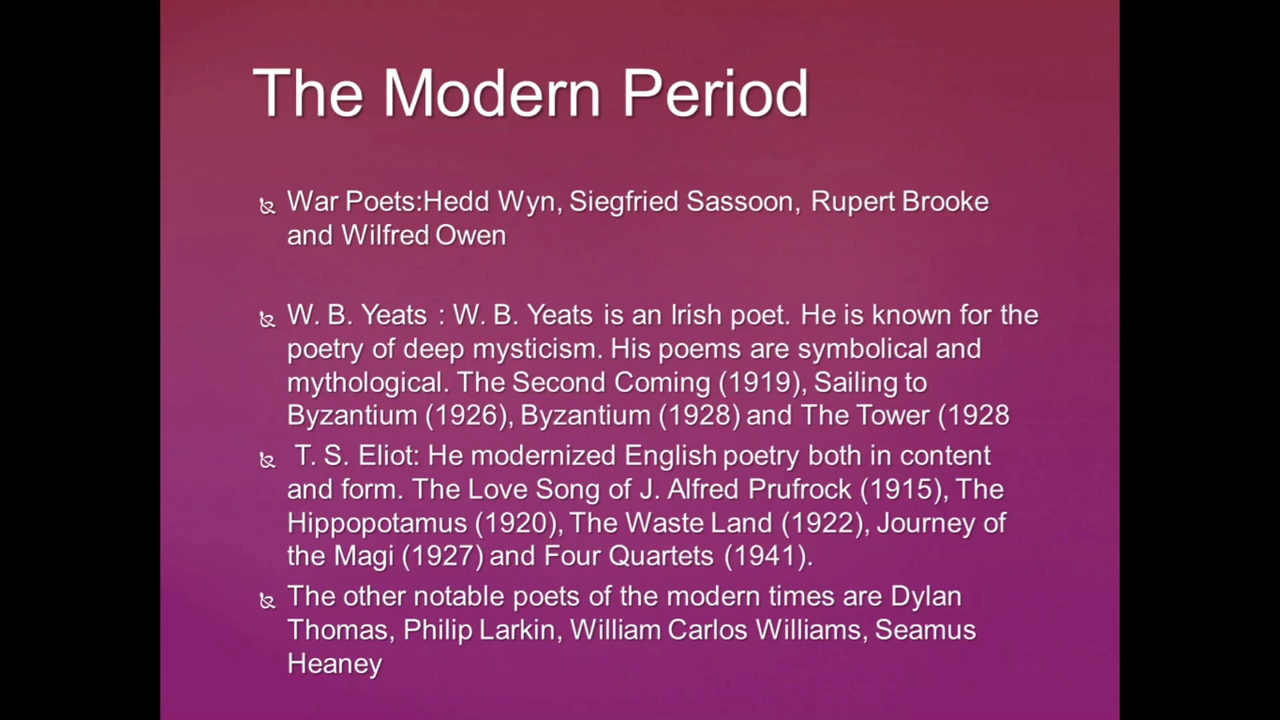 The Modern Period
War Poets:Hedd Wyn, Siegfried Sassoon, Rupert Brooke
and Wilfred Owen
W. B. Yeats : W. B. Yeats is an Irish poet. He is known for the
poetry of deep mysticism. His poems are symbolical and
mythological. The Second Coming (1919), Sailing to
Byzantium (1926), Byzantium (1928) and The Tower (1928
T. S. Eliot: He modernized English poetry both in content
and form. The Love Song of J. Alfred Prufrock (1915), The
Hippopotamus (1920), The Waste Land (1922), Journey of
the Magi (1927) and Four Quartets (1941).
The other notable poets of the modern times are Dylan
Thomas, Philip Larkin, William Carlos Williams, Seamus
Heaney